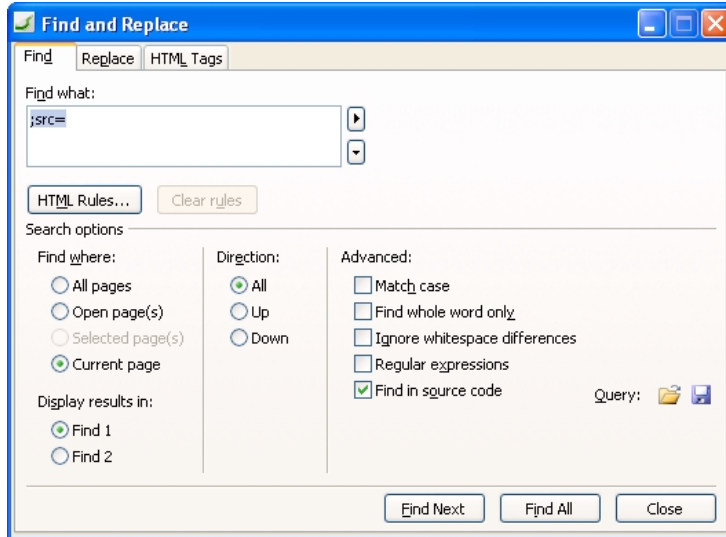 Find and Replace
Find Replace HTML Tags
Find what:
;src=
HTML Rules... Clear rules
Search options
Find where: Direction: Advanced:
All pages All Match case
Open page(s) Up Find whole word only
Selected page(s) Down Ignore whitespace differences
Current page Regular expressions
Find in source code Query:
Display results in:
Find 1
Find 2
Find Next Find All Close